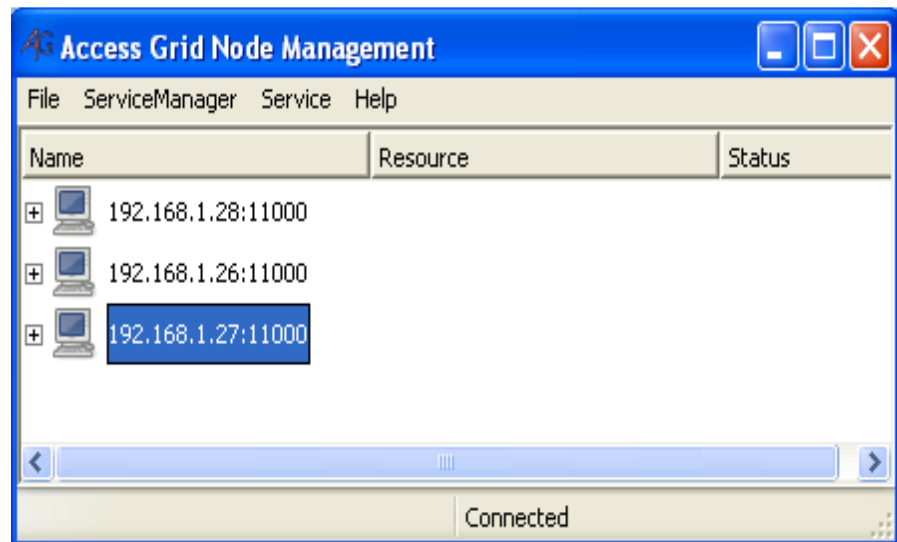 AG Access Grid Node Management
File ServiceManager Service Help
Name Resource Status
192.168.1.28:11000
192.168.1.26:11000
192.168.1.27:11000
Connected